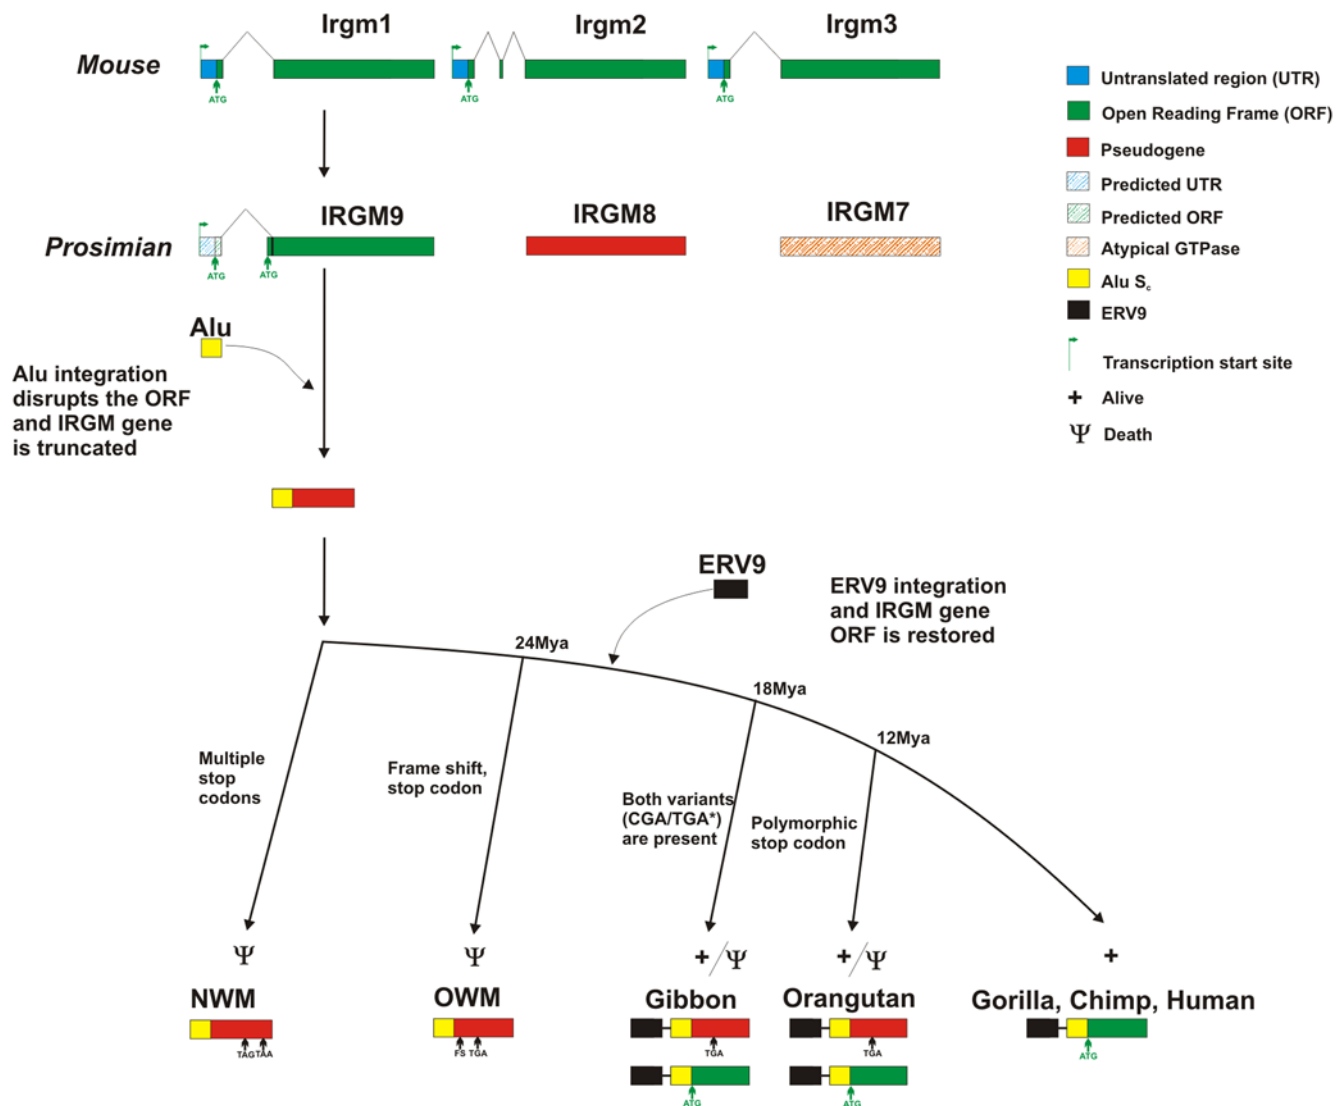 Irgm1
Irgm2
Irgm3
Mouse
ATG
ATG
ATG
Untranslated region (UTR)
Open Reading Frame (ORF)
Pseudogene
Predicted UTR
Predicted ORF
Atypical GTPase
Alu Sc
ERV9
Transcription start site
+ Alive
Ψ Death
IRGM9
IRGM8
IRGM7
Prosimian
ATG
ATG
Alu
Alu integration
disrupts the ORF
and IRGM gene
is truncated
ERV9
ERV9 integration
and IRGM gene
ORF is restored
24Mya
18Mya
12Mya
Multiple
stop
codons
Frame shift,
stop codon
Both variants
(CGA/TGA*)
are present
Polymorphic
stop codon
Ψ
Ψ
+/Ψ
+/Ψ
+
NWM
OWM
Gibbon
Orangutan
Gorilla, Chimp, Human
TAG TAA
FS TGA
TGA
TGA
ATG
ATG
ATG